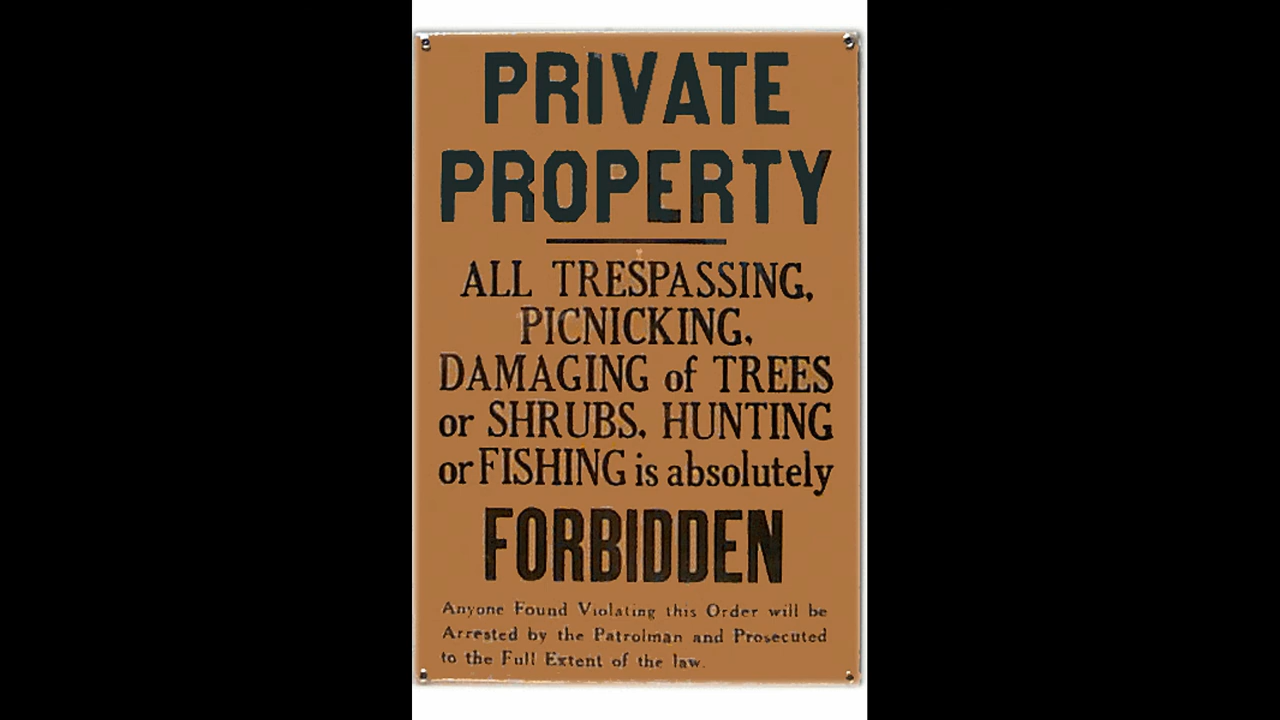 PRIVATE
PROPERTY
ALL TRESPASSING,
PICNICKING,
DAMAGING of TREES
or SHRUBS, HUNTING
or FISHING is absolutely
FORBIDDEN
Anyone Found Violating this Order will be
Arrested by the Patrolman and Prosecuted
to the Full Extent of the law.